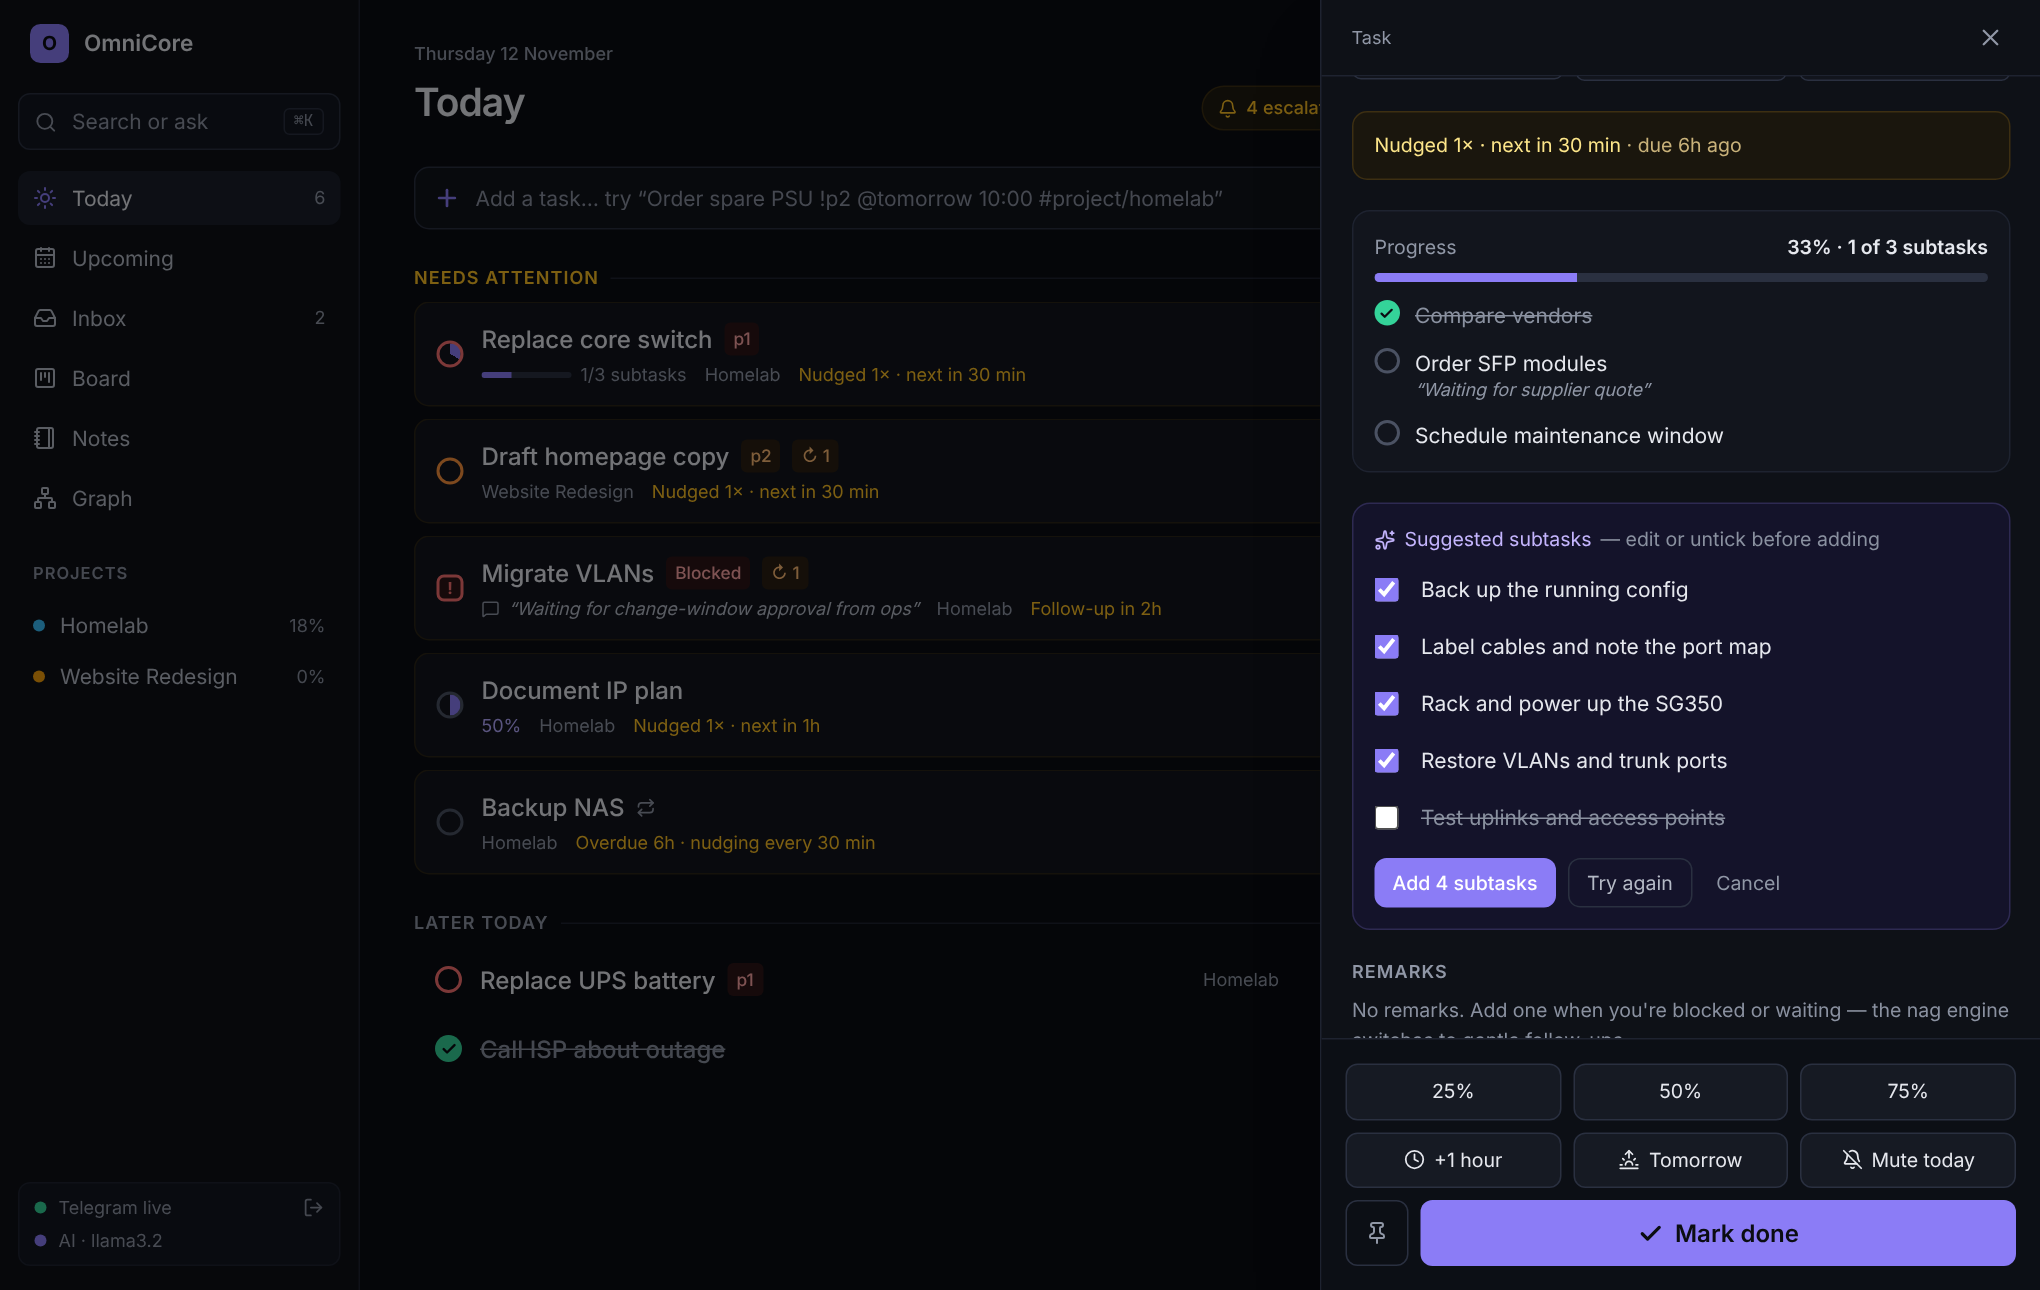 O OmniCore
Search or ask ⌘K
Today 6
Upcoming
Inbox 2
Board
Notes
Graph
PROJECTS
Homelab 18%
Website Redesign 0%
Telegram live
AI · llama3.2
Thursday 12 November
Today
4 escala
Add a task... try “Order spare PSU !p2 @tomorrow 10:00 #project/homelab”
NEEDS ATTENTION
Replace core switch p1
1/3 subtasks Homelab Nudged 1× · next in 30 min
Draft homepage copy p2 ↻ 1
Website Redesign Nudged 1× · next in 30 min
Migrate VLANs Blocked ↻ 1
“Waiting for change-window approval from ops” Homelab Follow-up in 2h
Document IP plan
50% Homelab Nudged 1× · next in 1h
Backup NAS
Homelab Overdue 6h · nudging every 30 min
LATER TODAY
Replace UPS battery p1 Homelab
Call ISP about outage
Task
Nudged 1× · next in 30 min · due 6h ago
Progress 33% · 1 of 3 subtasks
Compare vendors
Order SFP modules
“Waiting for supplier quote”
Schedule maintenance window
Suggested subtasks — edit or untick before adding
Back up the running config
Label cables and note the port map
Rack and power up the SG350
Restore VLANs and trunk ports
Test uplinks and access points
Add 4 subtasks Try again Cancel
REMARKS
No remarks. Add one when you're blocked or waiting — the nag engine
switches to gentle follow-ups.
25% 50% 75%
+1 hour Tomorrow Mute today
Mark done